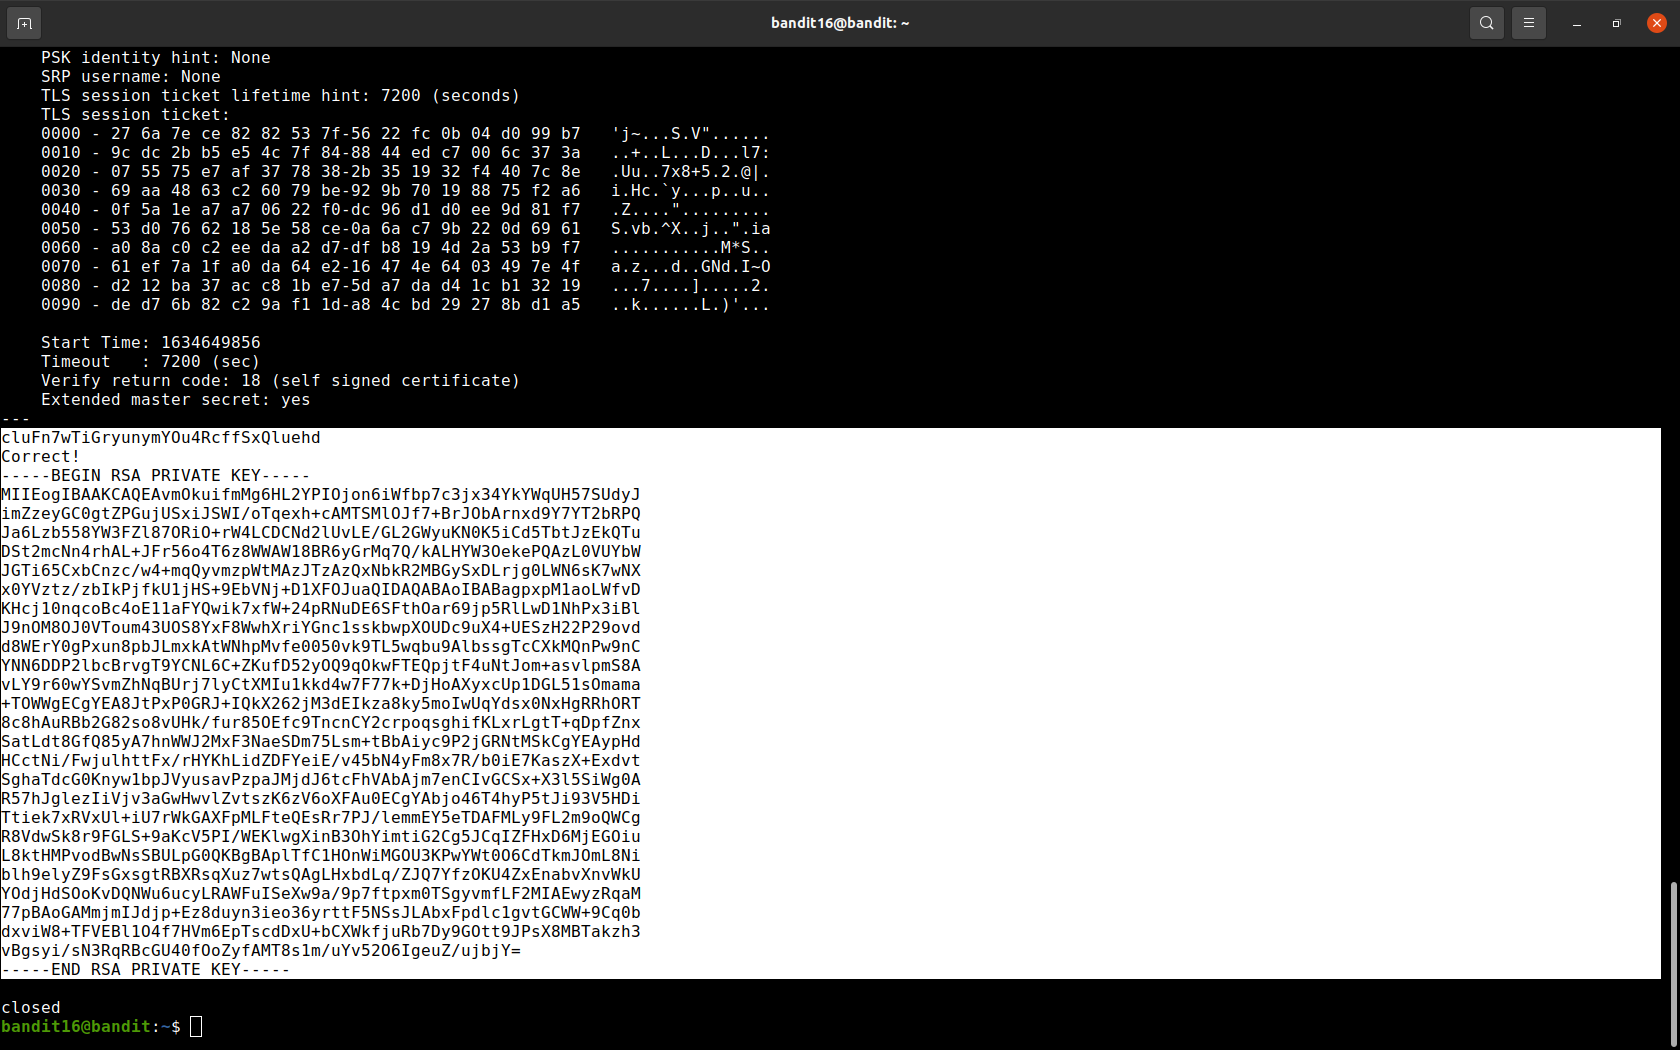 bandit16@bandit: ~
PSK identity hint: None
SRP username: None
TLS session ticket lifetime hint: 7200 (seconds)
TLS session ticket:
0000 - 27 6a 7e ce 82 82 53 7f-56 22 fc 0b 04 d0 99 b7   'j~...S.V"......
0010 - 9c dc 2b b5 e5 4c 7f 84-88 44 ed c7 00 6c 37 3a   ..+..L...D...l7:
0020 - 07 55 75 e7 af 37 78 38-2b 35 19 32 f4 40 7c 8e   .Uu..7x8+5.2.@|.
0030 - 69 aa 48 63 c2 60 79 be-92 9b 70 19 88 75 f2 a6   i.Hc.`y...p..u..
0040 - 0f 5a 1e a7 a7 06 22 f0-dc 96 d1 d0 ee 9d 81 f7   .Z....".........
0050 - 53 d0 76 62 18 5e 58 ce-0a 6a c7 9b 22 0d 69 61   S.vb.^X..j..".ia
0060 - a0 8a c0 c2 ee da a2 d7-df b8 19 4d 2a 53 b9 f7   ...........M*S..
0070 - 61 ef 7a 1f a0 da 64 e2-16 47 4e 64 03 49 7e 4f   a.z...d..GNd.I~O
0080 - d2 12 ba 37 ac c8 1b e7-5d a7 da d4 1c b1 32 19   ...7....].....2.
0090 - de d7 6b 82 c2 9a f1 1d-a8 4c bd 29 27 8b d1 a5   ..k......L.)'...
Start Time: 1634649856
Timeout   : 7200 (sec)
Verify return code: 18 (self signed certificate)
Extended master secret: yes
---
cluFn7wTiGryunymYOu4RcffSxQluehd
Correct!
-----BEGIN RSA PRIVATE KEY-----
MIIEogIBAAKCAQEAvmOkuifmMg6HL2YPIOjon6iWfbp7c3jx34YkYWqUH57SUdyJ
imZzeyGC0gtZPGujUSxiJSWI/oTqexh+cAMTSMlOJf7+BrJObArnxd9Y7YT2bRPQ
Ja6Lzb558YW3FZl87ORiO+rW4LCDCNd2lUvLE/GL2GWyuKN0K5iCd5TbtJzEkQTu
DSt2mcNn4rhAL+JFr56o4T6z8WWAW18BR6yGrMq7Q/kALHYW3OekePQAzL0VUYbW
JGTi65CxbCnzc/w4+mqQyvmzpWtMAzJTzAzQxNbkR2MBGySxDLrjg0LWN6sK7wNX
x0YVztz/zbIkPjfkU1jHS+9EbVNj+D1XFOJuaQIDAQABAoIBABagpxpM1aoLWfvD
KHcj10nqcoBc4oE11aFYQwik7xfW+24pRNuDE6SFthOar69jp5RlLwD1NhPx3iBl
J9nOM8OJ0VToum43UOS8YxF8WwhXriYGnc1sskbwpXOUDc9uX4+UESzH22P29ovd
d8WErY0gPxun8pbJLmxkAtWNhpMvfe0050vk9TL5wqbu9AlbssgTcCXkMQnPw9nC
YNN6DDP2lbcBrvgT9YCNL6C+ZKufD52yOQ9qOkwFTEQpjtF4uNtJom+asvlpmS8A
vLY9r60wYSvmZhNqBUrj7lyCtXMIu1kkd4w7F77k+DjHoAXyxcUp1DGL51sOmama
+TOWWgECgYEA8JtPxP0GRJ+IQkX262jM3dEIkza8ky5moIwUqYdsx0NxHgRRhORT
8c8hAuRBb2G82so8vUHk/fur85OEfc9TncnCY2crpoqsghifKLxrLgtT+qDpfZnx
SatLdt8GfQ85yA7hnWWJ2MxF3NaeSDm75Lsm+tBbAiyc9P2jGRNtMSkCgYEAypHd
HCctNi/FwjulhttFx/rHYKhLidZDFYeiE/v45bN4yFm8x7R/b0iE7KaszX+Exdvt
SghaTdcG0Knyw1bpJVyusavPzpaJMjdJ6tcFhVAbAjm7enCIvGCSx+X3l5SiWg0A
R57hJglezIiVjv3aGwHwvlZvtszK6zV6oXFAu0ECgYAbjo46T4hyP5tJi93V5HDi
Ttiek7xRVxUl+iU7rWkGAXFpMLFteQEsRr7PJ/lemmEY5eTDAFMLy9FL2m9oQWCg
R8VdwSk8r9FGLS+9aKcV5PI/WEKlwgXinB3OhYimtiG2Cg5JCqIZFHxD6MjEGOiu
L8ktHMPvodBwNsSBULpG0QKBgBAplTfC1HOnWiMGOU3KPwYWt0O6CdTkmJOmL8Ni
blh9elyZ9FsGxsgtRBXRsqXuz7wtsQAgLHxbdLq/ZJQ7YfzOKU4ZxEnabvXnvWkU
YOdjHdSOoKvDQNWu6ucyLRAWFuISeXw9a/9p7ftpxm0TSgyvmfLF2MIAEwyzRqaM
77pBAoGAMmjmIJdjp+Ez8duyn3ieo36yrttF5NSsJLAbxFpdlc1gvtGCWW+9Cq0b
dxviW8+TFVEBl1O4f7HVm6EpTscdDxU+bCXWkfjuRb7Dy9GOtt9JPsX8MBTakzh3
vBgsyi/sN3RqRBcGU40fOoZyfAMT8s1m/uYv52O6IgeuZ/ujbjY=
-----END RSA PRIVATE KEY-----
closed
bandit16@bandit:~$